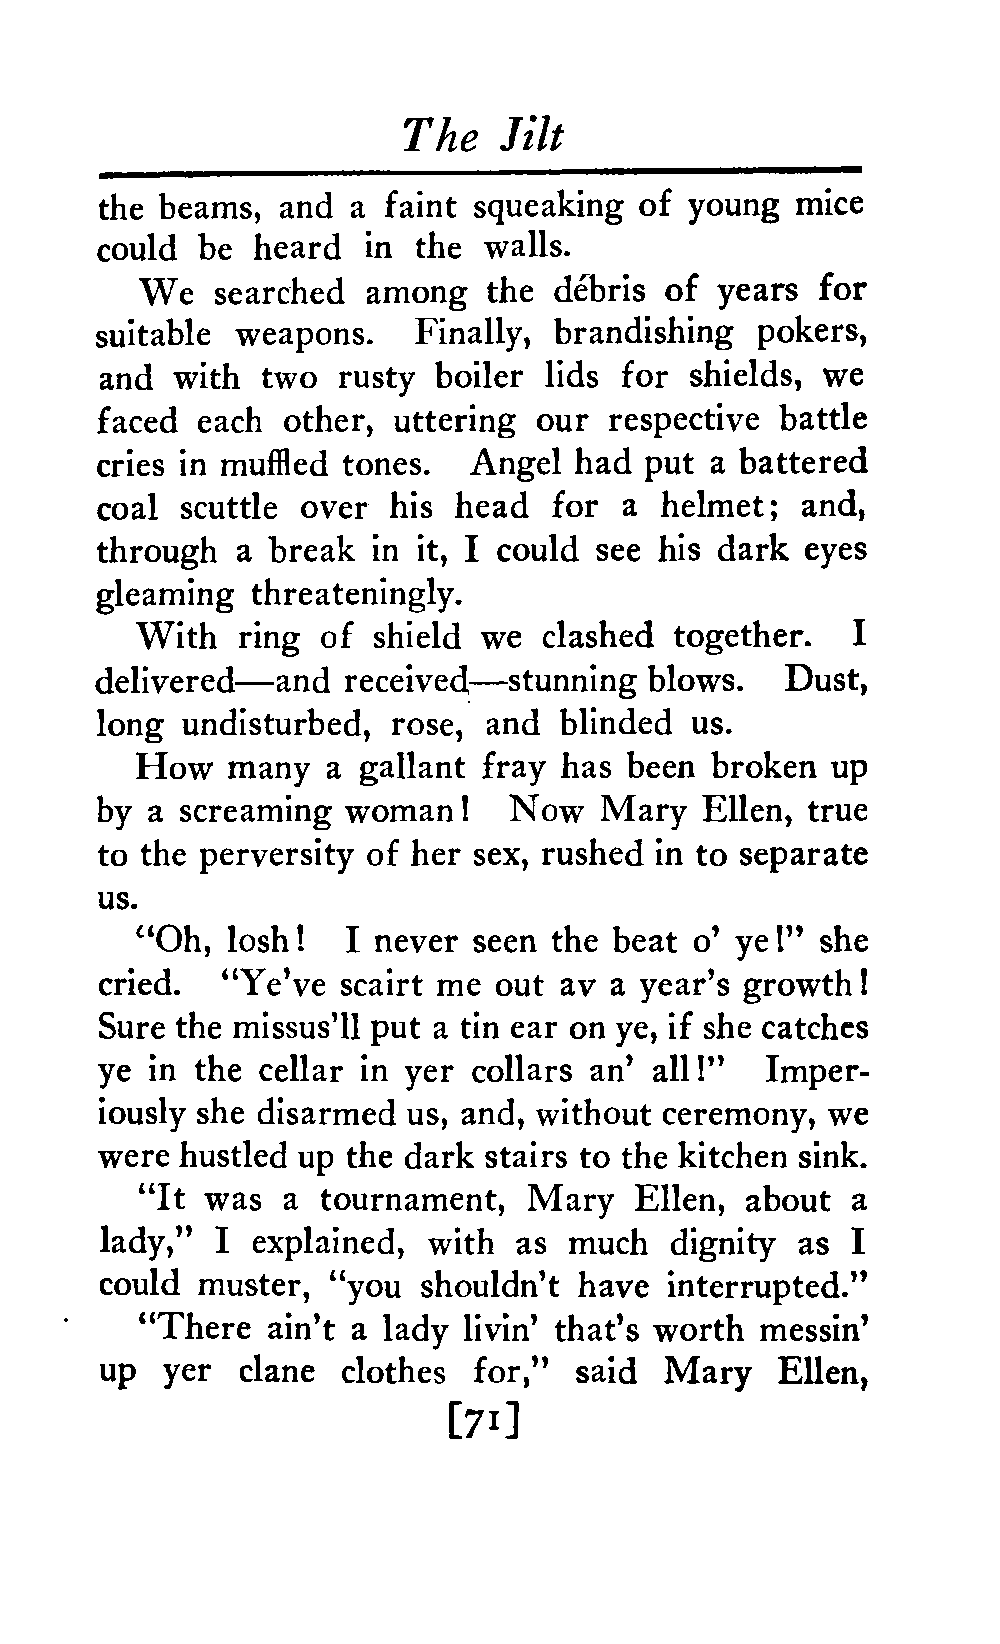 The Jilt
the beams, and a faint squeaking of young mice
could be heard in the walls.
We searched among the débris of years for
suitable weapons. Finally, brandishing pokers,
and with two rusty boiler lids for shields, we
faced each other, uttering our respective battle
cries in muffled tones. Angel had put a battered
coal scuttle over his head for a helmet; and,
through a break in it, I could see his dark eyes
gleaming threateningly.
With ring of shield we clashed together. I
delivered—and received—stunning blows. Dust,
long undisturbed, rose, and blinded us.
How many a gallant fray has been broken up
by a screaming woman! Now Mary Ellen, true
to the perversity of her sex, rushed in to separate
us.
"Oh, losh! I never seen the beat o' ye!" she
cried. "Ye've scairt me out av a year's growth!
Sure the missus'll put a tin ear on ye, if she catches
ye in the cellar in yer collars an' all!" Imper-
iously she disarmed us, and, without ceremony, we
were hustled up the dark stairs to the kitchen sink.
"It was a tournament, Mary Ellen, about a
lady," I explained, with as much dignity as I
could muster, "you shouldn't have interrupted."
"There ain't a lady livin' that's worth messin'
up yer clane clothes for," said Mary Ellen,
[71]